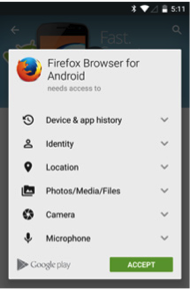 5:11
Fast.
Firefox Browser for
Android
needs access to
Device & app history
Identity
Location
Photos/Media/Files
Camera
Microphone
Google play
ACCEPT